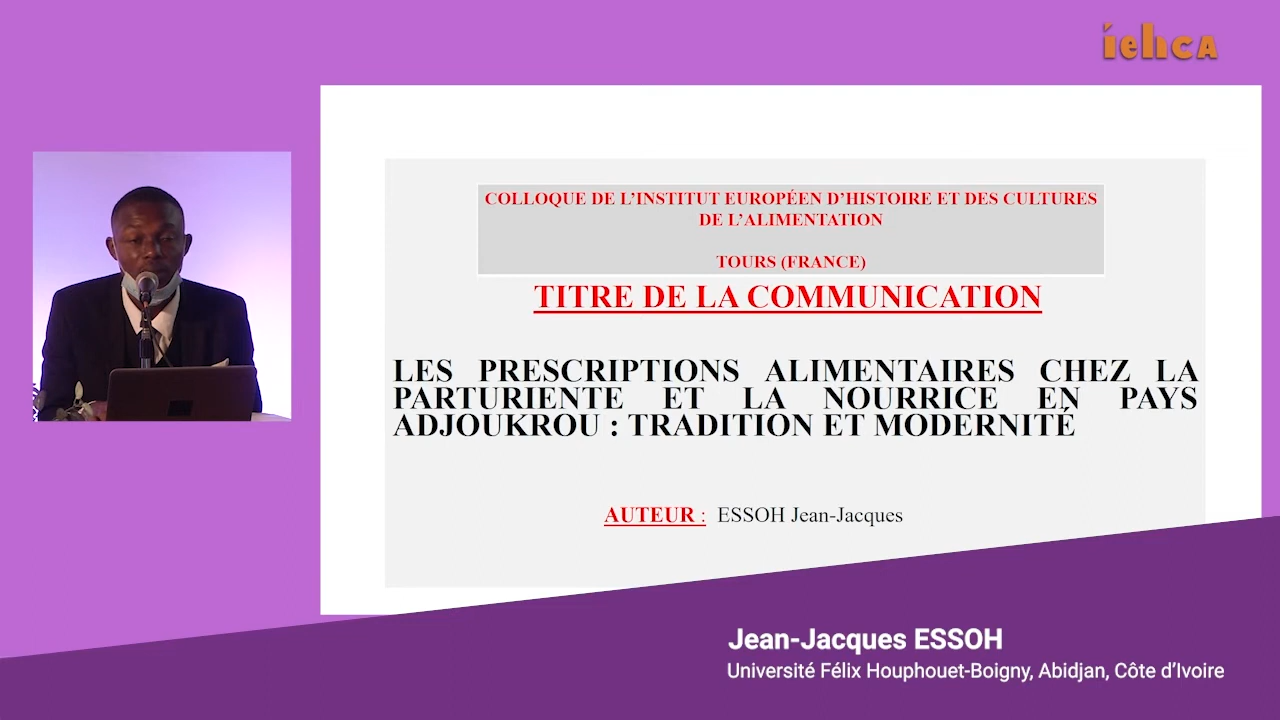 iehca
COLLOQUE DE L'INSTITUT EUROPÉEN D'HISTOIRE ET DES CULTURES
DE L'ALIMENTATION
TOURS (FRANCE)
TITRE DE LA COMMUNICATION
LES PRESCRIPTIONS ALIMENTAIRES CHEZ LA
PARTURIENTE ET LA NOURRICE EN PAYS
ADJOUKROU : TRADITION ET MODERNITÉ
AUTEUR : ESSOH Jean-Jacques
Jean-Jacques ESSOH
Université Félix Houphouet-Boigny, Abidjan, Côte d'Ivoire